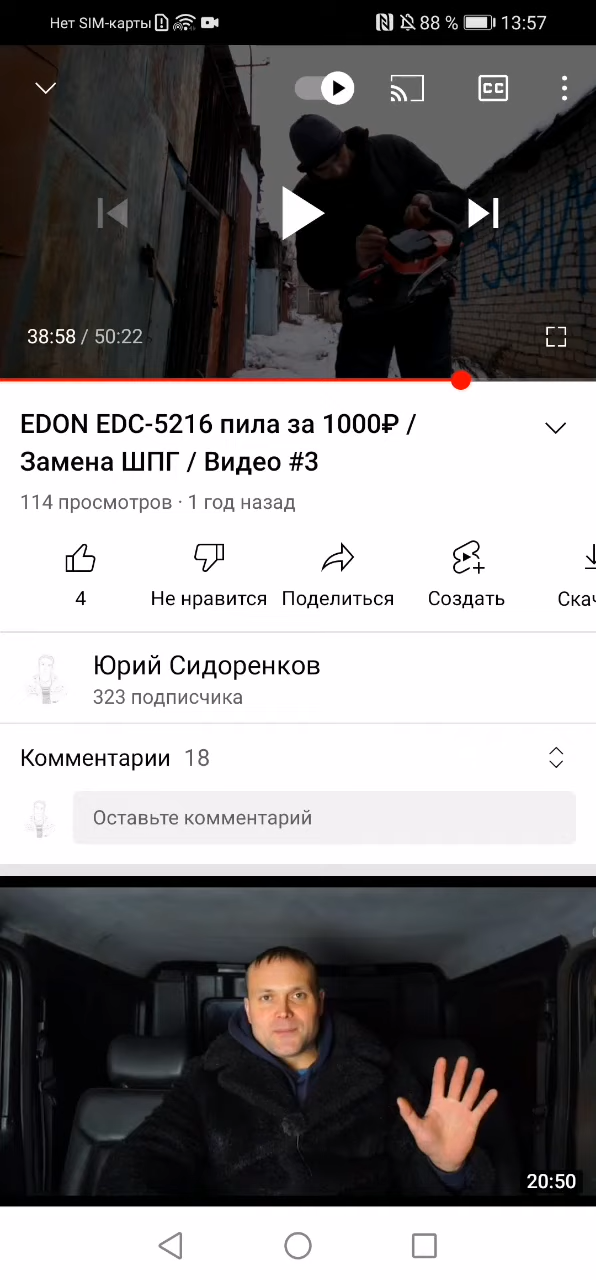 Нет SIM-карты 88 % 13:57
CC
38:58 / 50:22
EDON EDC-5216 пила за 1000₽ /
Замена ШПГ / Видео #3
114 просмотров · 1 год назад
4 Не нравится Поделиться Создать Скач
Юрий Сидоренков
323 подписчика
Комментарии 18
Оставьте комментарий
20:50